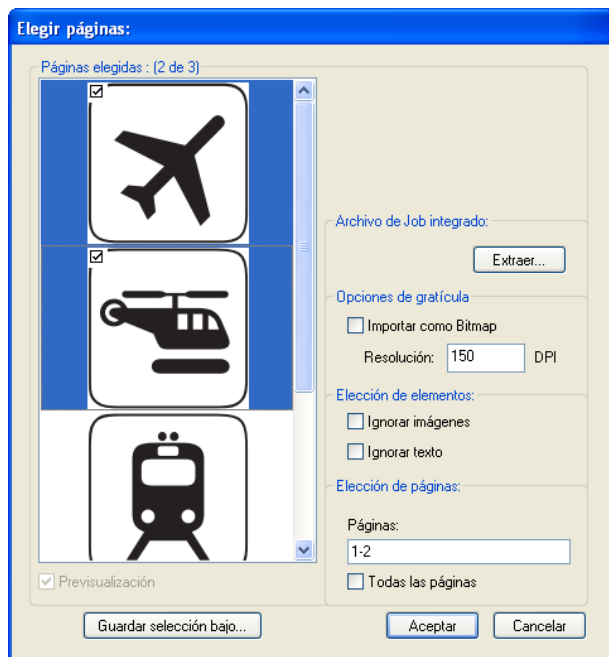 Elegir páginas:
Páginas elegidas : (2 de 3)
Archivo de Job integrado:
Extraer...
Opciones de gratícula
Importar como Bitmap
Resolución: 150 DPI
Elección de elementos:
Ignorar imágenes
Ignorar texto
Elección de páginas:
Páginas:
1-2
Todas las páginas
Previsualización
Guardar selección bajo...
Aceptar
Cancelar